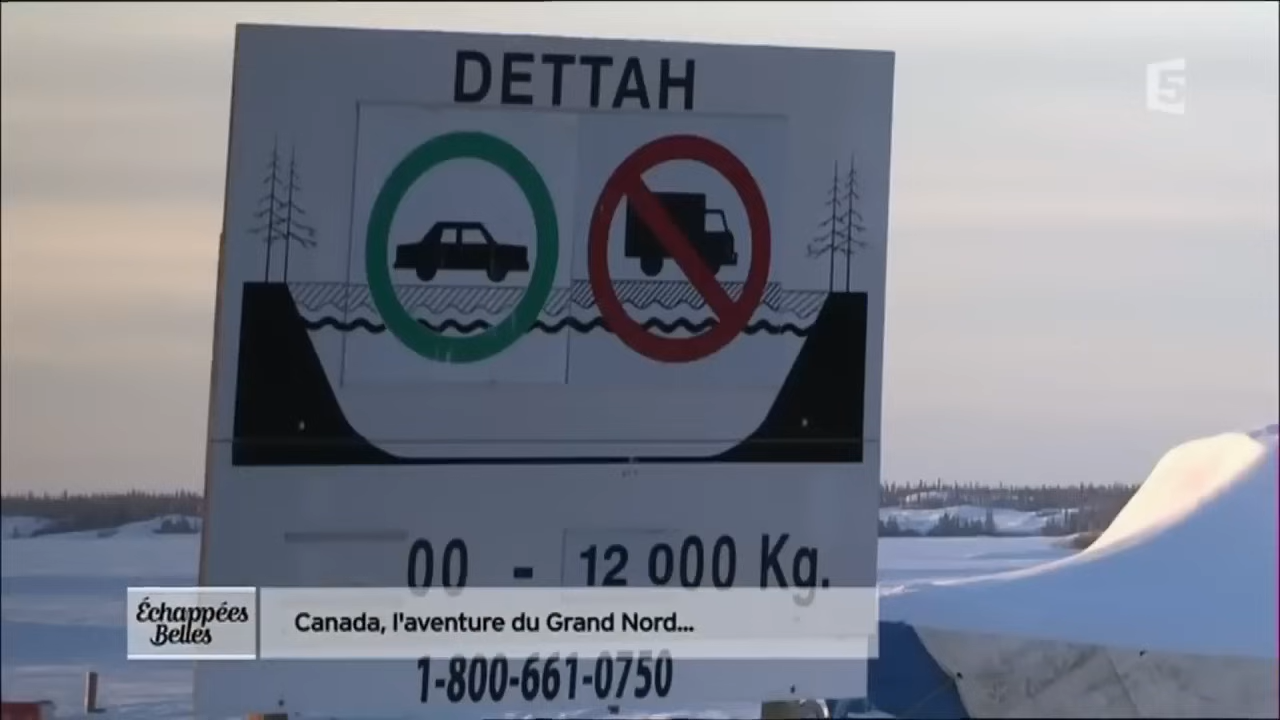 DETTAH
5
00 - 12 000 Kg.
Échappées
Belles
Canada, l'aventure du Grand Nord...
1-800-661-0750